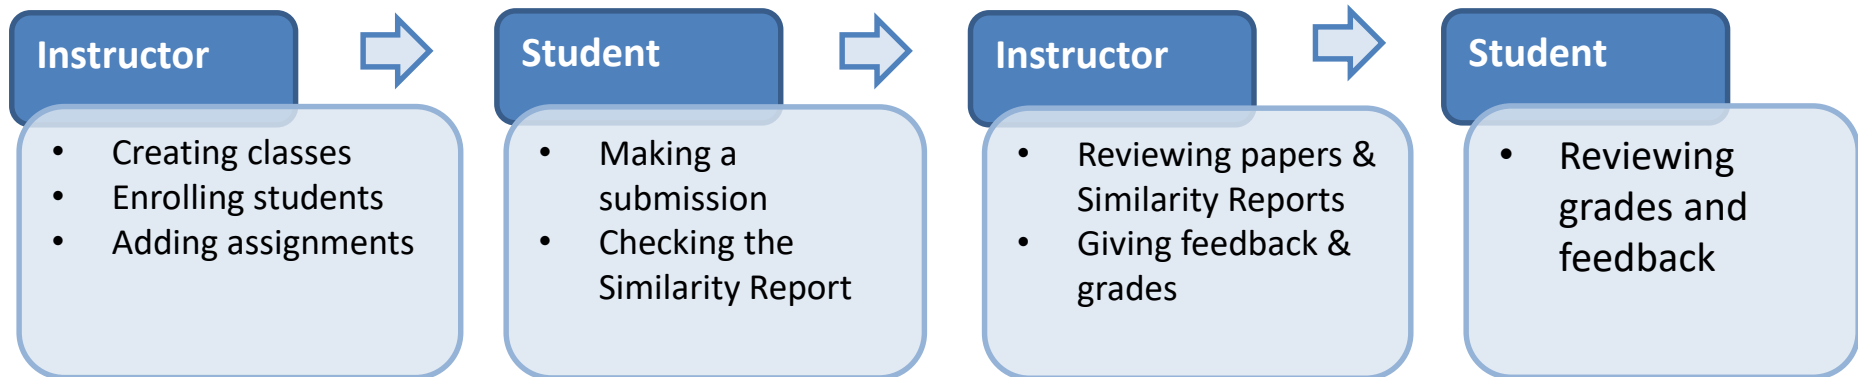 Instructor
• Creating classes
• Enrolling students
• Adding assignments
Student
• Making a
submission
• Checking the
Similarity Report
Instructor
• Reviewing papers &
Similarity Reports
• Giving feedback &
grades
Student
• Reviewing
grades and
feedback